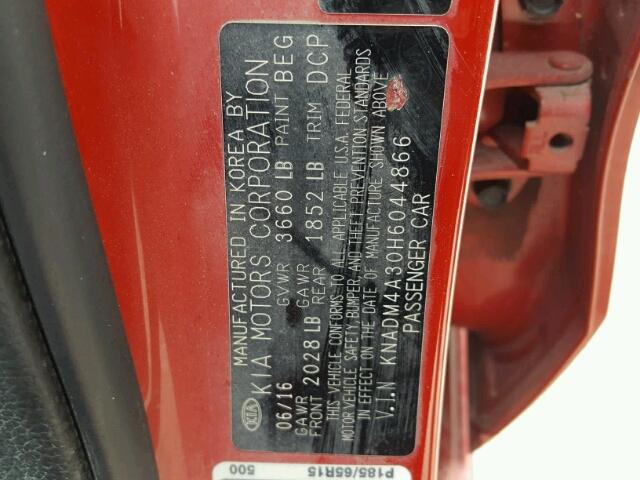 MANUFACTURED IN KOREA BY
KIA KIA MOTORS CORPORATION
06/16 GVWR 3660 LB PAINT BEG
GAWR FRONT 2028 LB GAWR REAR 1852 LB TRIM DCP
THIS VEHICLE CONFORMS TO ALL APPLICABLE U.S.A. FEDERAL
MOTOR VEHICLE SAFETY, BUMPER, AND THEFT PREVENTION STANDARDS
IN EFFECT ON THE DATE OF MANUFACTURE SHOWN ABOVE
V.I.N KNADM4A30H6044866
PASSENGER CAR
P185/65R15
500